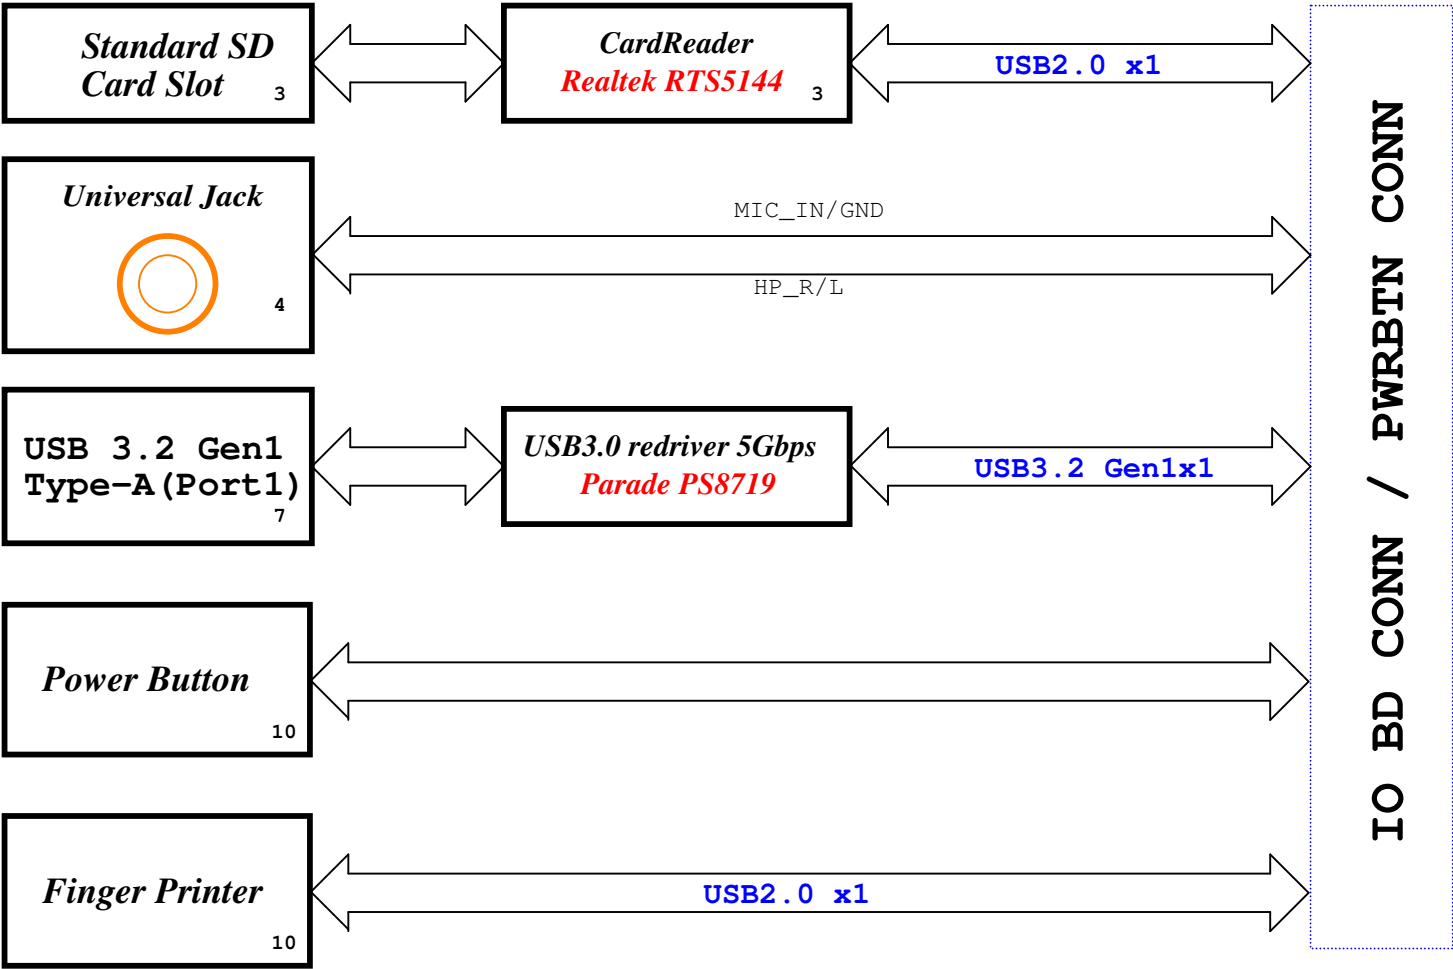 Standard SD
Card Slot
3
CardReader
Realtek RTS5144
3
USB2.0 x1
Universal Jack
4
MIC_IN/GND
HP_R/L
USB 3.2 Gen1
Type-A(Port1)
7
USB3.0 redriver 5Gbps
Parade PS8719
USB3.2 Gen1x1
Power Button
10
Finger Printer
10
USB2.0 x1
IO BD CONN / PWRBTN CONN